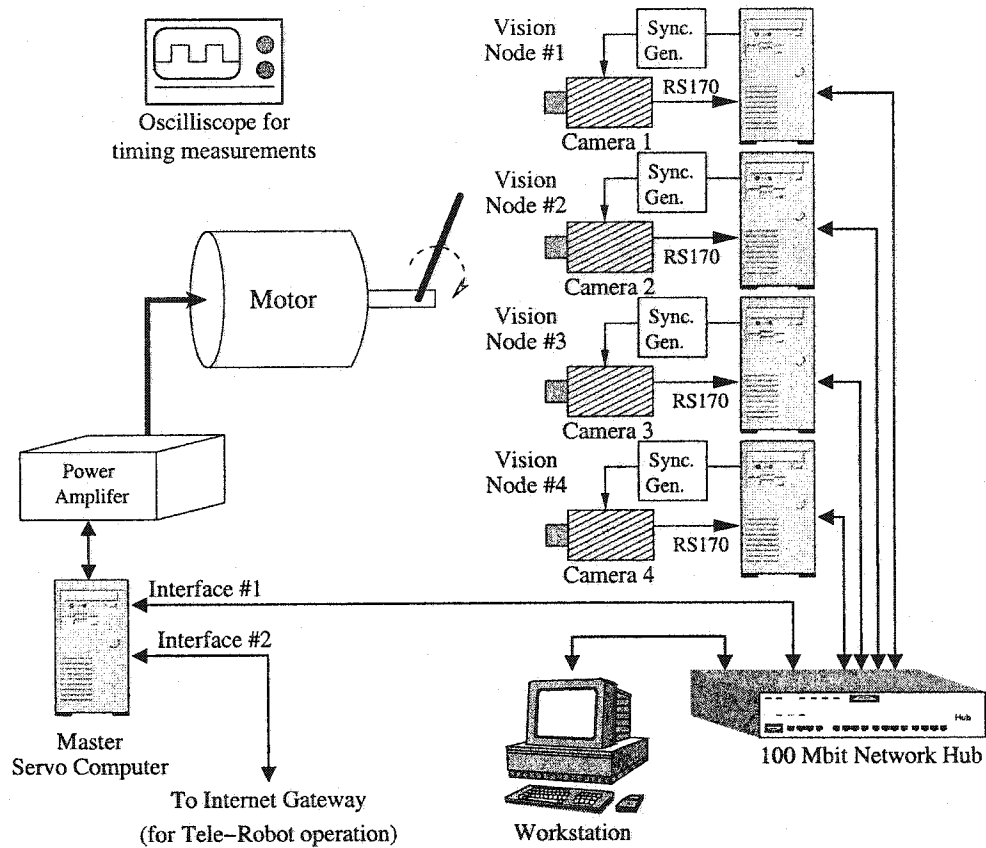 Oscilliscope for
timing measurements
Motor
Power
Amplifer
Interface #1
Interface #2
Master
Servo Computer
To Internet Gateway
(for Tele−Robot operation)
Vision
Node #1
Sync.
Gen.
RS170
Camera 1
Vision
Node #2
Sync.
Gen.
RS170
Camera 2
Vision
Node #3
Sync.
Gen.
RS170
Camera 3
Vision
Node #4
Sync.
Gen.
RS170
Camera 4
Workstation
Hub
100 Mbit Network Hub